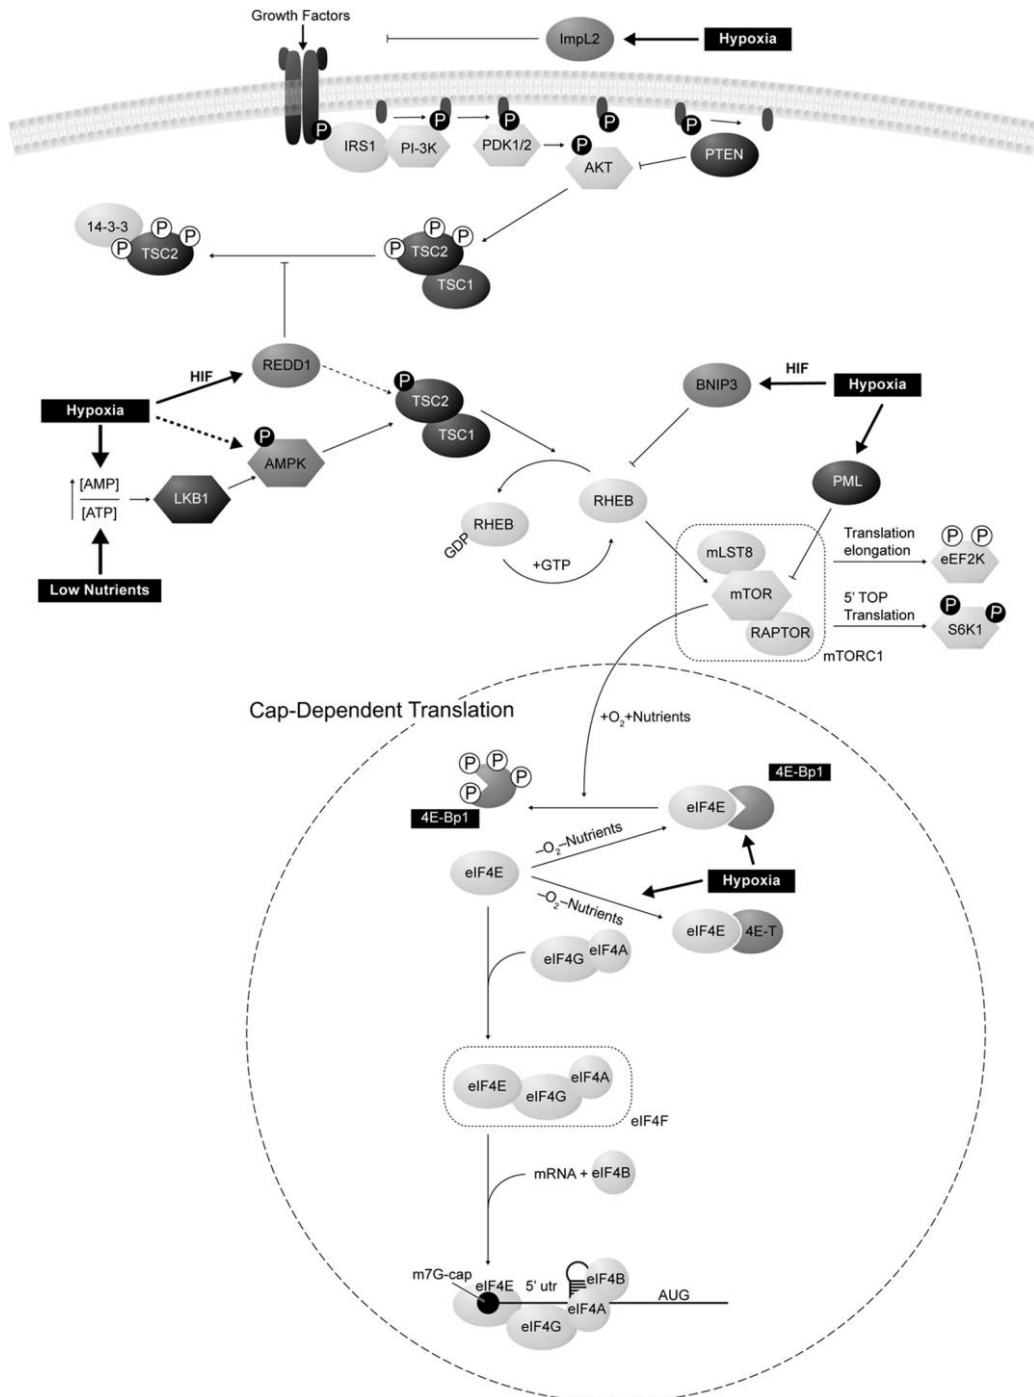 Growth Factors
ImpL2
Hypoxia
P
P
P
P
P
IRS1
PI-3K
PDK1/2
P
AKT
PTEN
14-3-3
P
P
P
TSC2
P
P
P
TSC2
TSC1
REDD1
HIF
Hypoxia
P
TSC2
TSC1
P
AMPK
[AMP]
[ATP]
LKB1
Low Nutrients
BNIP3
HIF
Hypoxia
PML
RHEB
RHEB
GDP
+GTP
mLST8
mTOR
RAPTOR
mTORC1
Translation
elongation
P
P
eEF2K
5' TOP
Translation
P
P
S6K1
Cap-Dependent Translation
+O2+Nutrients
P
P
P
P
4E-Bp1
eIF4E
4E-Bp1
–O2–Nutrients
eIF4E
–O2–Nutrients
Hypoxia
eIF4E
4E-T
eIF4G
eIF4A
eIF4E
eIF4G
eIF4A
eIF4F
mRNA + eIF4B
m7G-cap
eIF4E
5' utr
eIF4B
eIF4A
eIF4G
AUG